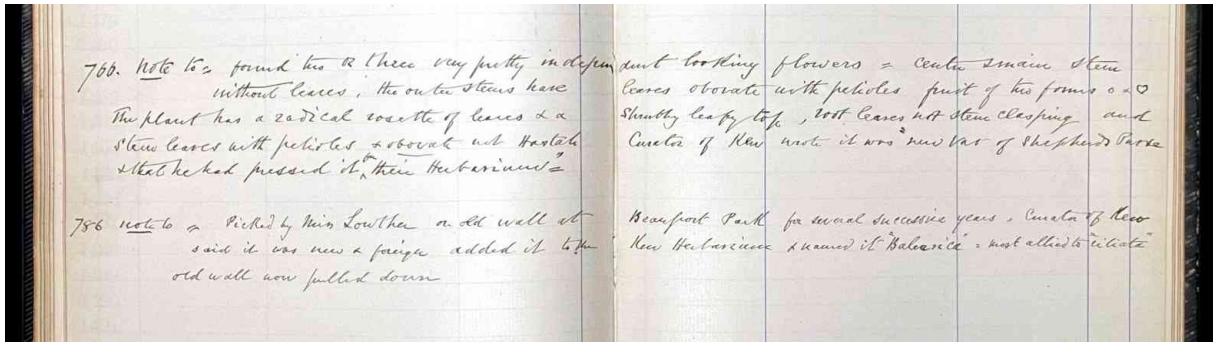 766. Note to = found two or three very pretty independent looking flowers = centre main stem
without leaves, the outer stems have leaves obovate with petioles fruit of two forms o & ♡
The plant has a radical rosette of leaves & a shrubby leafy top, root leaves not stem clasping and
stem leaves with petioles & obovate not Hastate Curator of Kew wrote it was "new var of Shepherds Purse
& that he had pressed it for their Herbarium" =
786 note to = Picked by Miss Lowther on old wall at Beaufort Park for several successive years, Curator of Kew
said it was new & foreign added it to the Kew Herbarium & named it "Balearica" = most allied to "ciliata"
old wall now pulled down